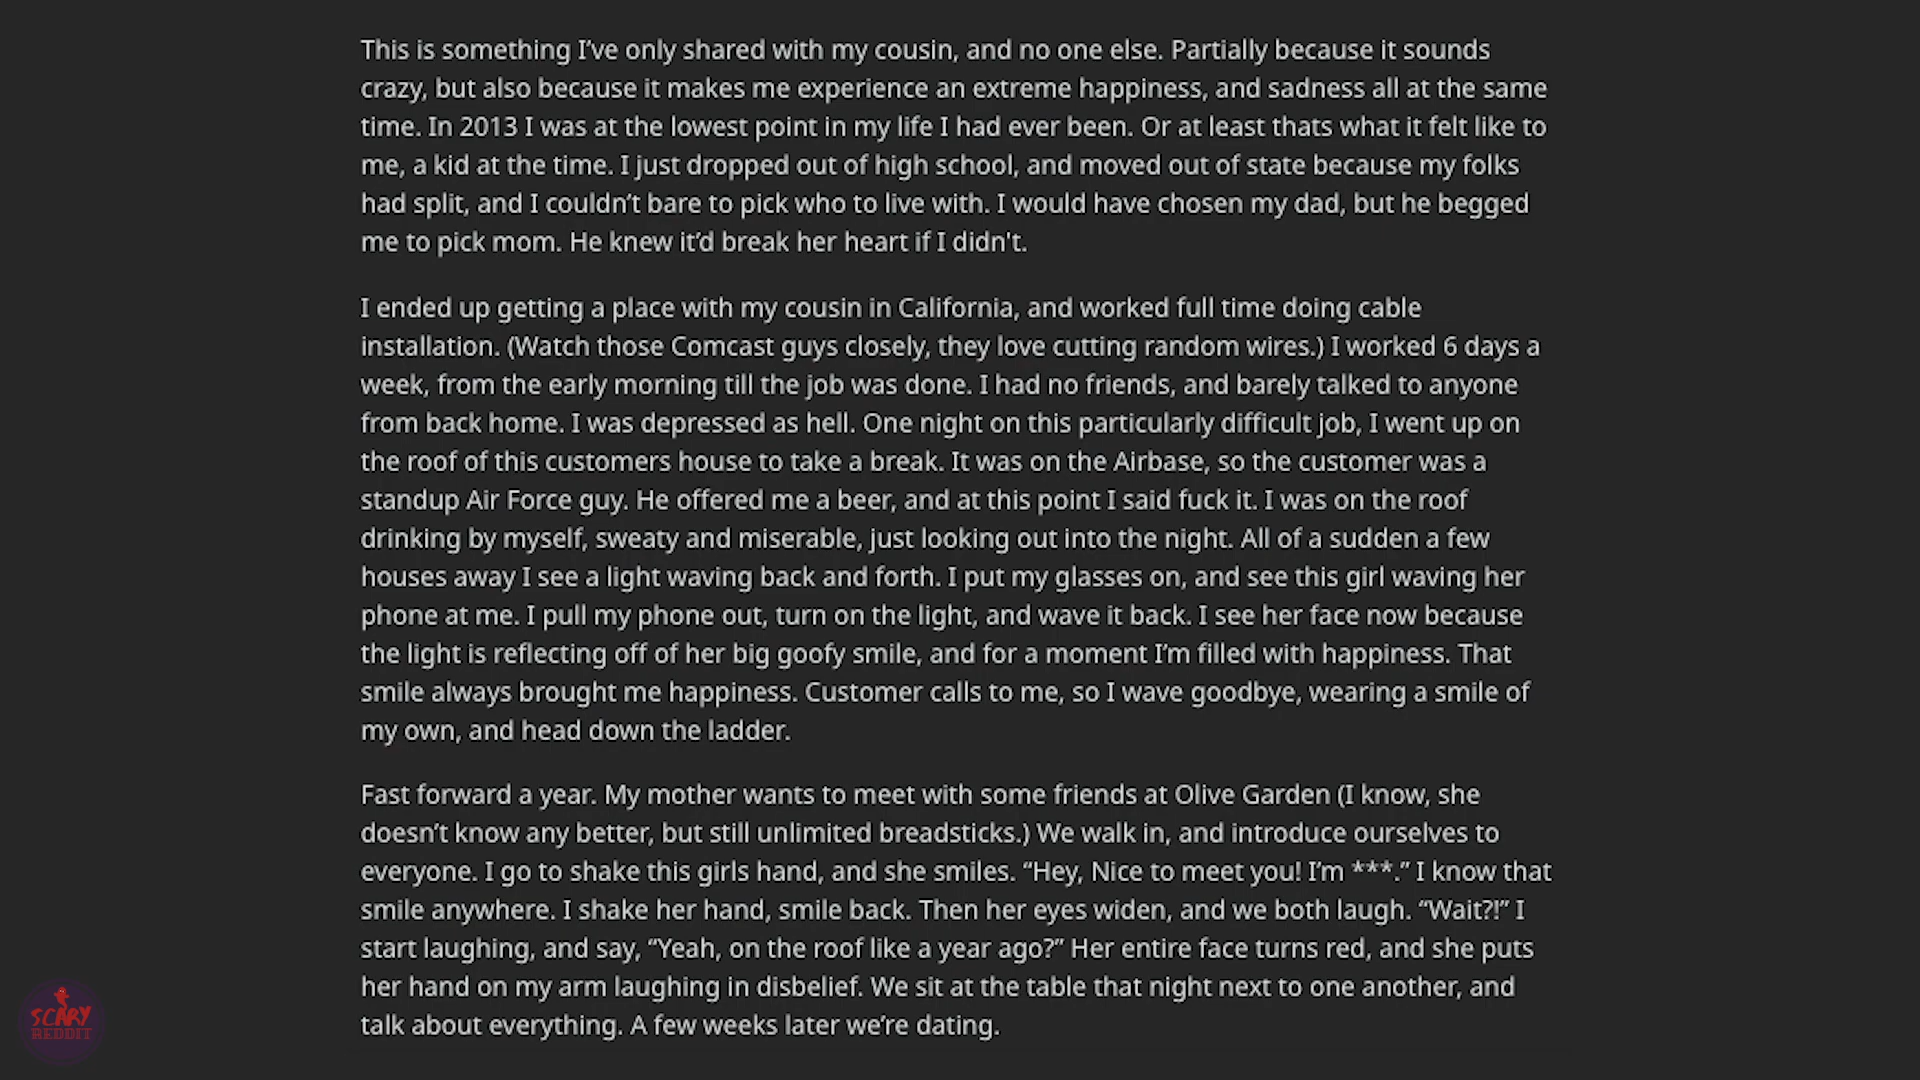 This is something I’ve only shared with my cousin, and no one else. Partially because it sounds
crazy, but also because it makes me experience an extreme happiness, and sadness all at the same
time. In 2013 I was at the lowest point in my life I had ever been. Or at least thats what it felt like to
me, a kid at the time. I just dropped out of high school, and moved out of state because my folks
had split, and I couldn’t bare to pick who to live with. I would have chosen my dad, but he begged
me to pick mom. He knew it’d break her heart if I didn't.
I ended up getting a place with my cousin in California, and worked full time doing cable
installation. (Watch those Comcast guys closely, they love cutting random wires.) I worked 6 days a
week, from the early morning till the job was done. I had no friends, and barely talked to anyone
from back home. I was depressed as hell. One night on this particularly difficult job, I went up on
the roof of this customers house to take a break. It was on the Airbase, so the customer was a
standup Air Force guy. He offered me a beer, and at this point I said fuck it. I was on the roof
drinking by myself, sweaty and miserable, just looking out into the night. All of a sudden a few
houses away I see a light waving back and forth. I put my glasses on, and see this girl waving her
phone at me. I pull my phone out, turn on the light, and wave it back. I see her face now because
the light is reflecting off of her big goofy smile, and for a moment I’m filled with happiness. That
smile always brought me happiness. Customer calls to me, so I wave goodbye, wearing a smile of
my own, and head down the ladder.
Fast forward a year. My mother wants to meet with some friends at Olive Garden (I know, she
doesn’t know any better, but still unlimited breadsticks.) We walk in, and introduce ourselves to
everyone. I go to shake this girls hand, and she smiles. “Hey, Nice to meet you! I’m ***.” I know that
smile anywhere. I shake her hand, smile back. Then her eyes widen, and we both laugh. “Wait?!” I
start laughing, and say, “Yeah, on the roof like a year ago?” Her entire face turns red, and she puts
her hand on my arm laughing in disbelief. We sit at the table that night next to one another, and
talk about everything. A few weeks later we’re dating.
SCARY
REDDIT